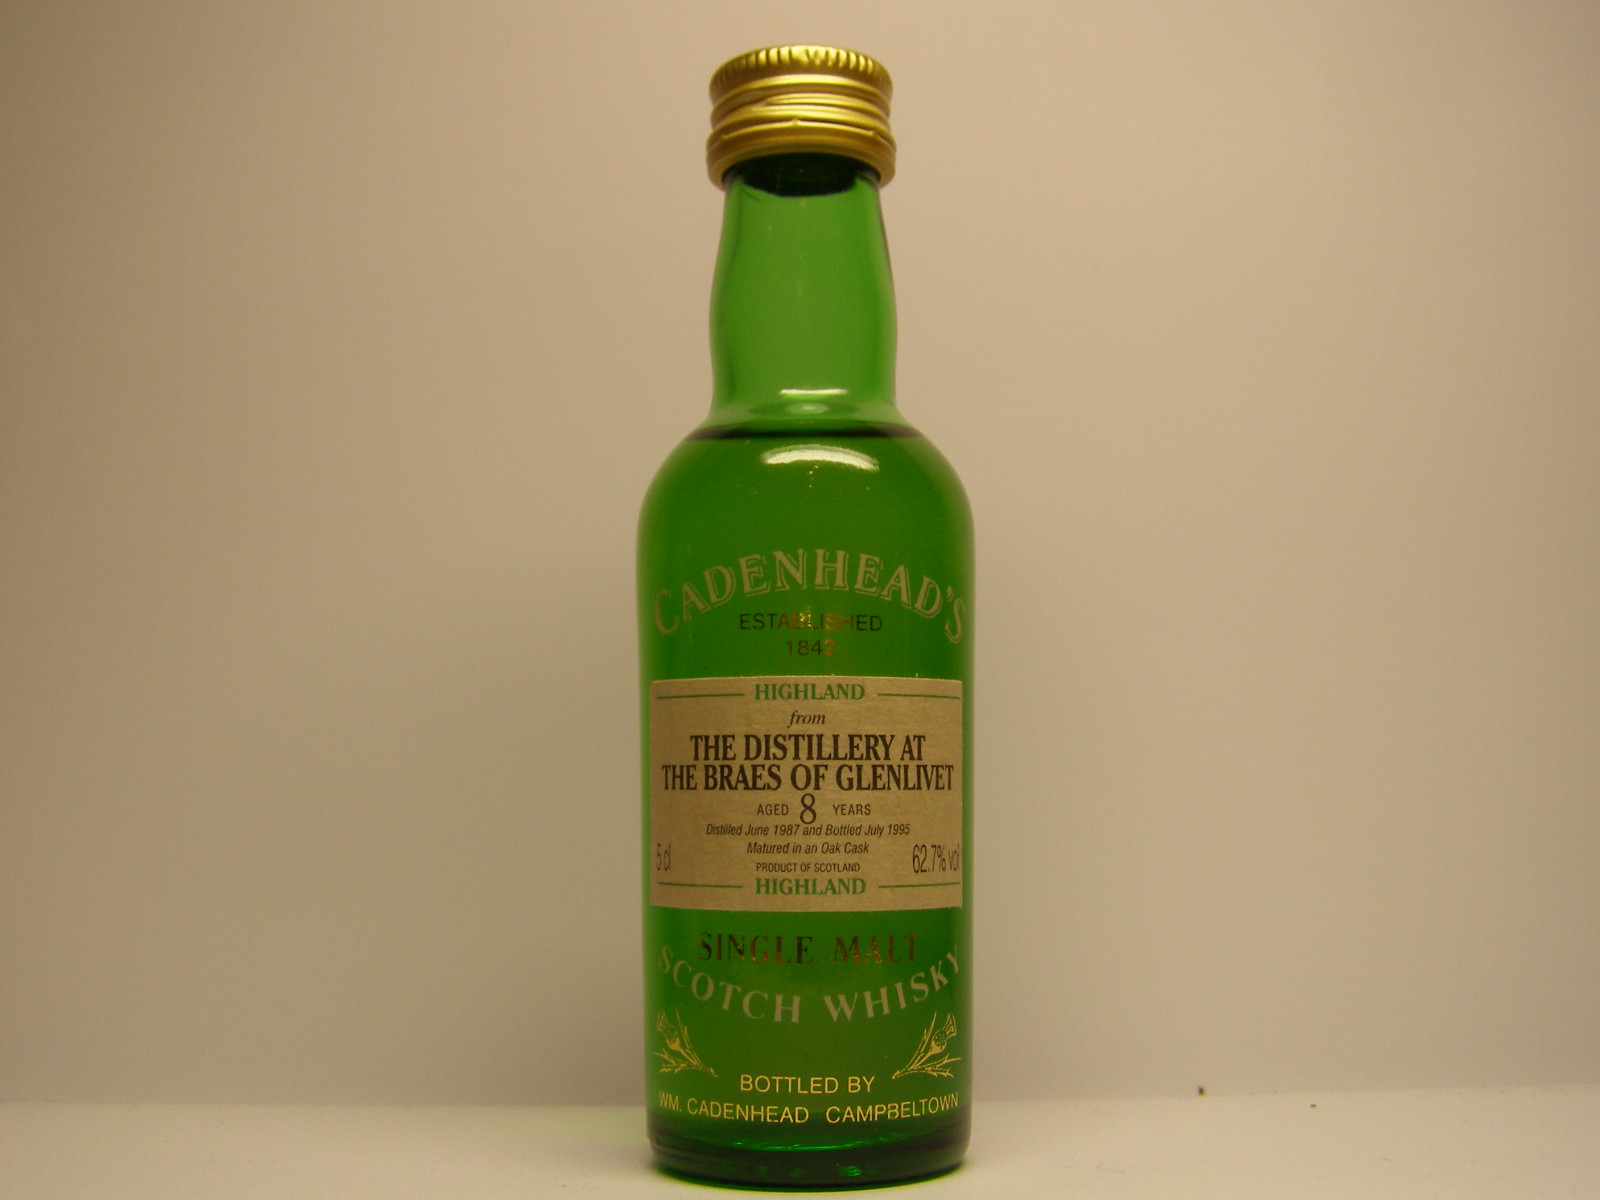 CADENHEAD'S
ESTABLISHED
1842
HIGHLAND
from
THE DISTILLERY AT
THE BRAES OF GLENLIVET
AGED 8 YEARS
Distilled June 1987 and Bottled July 1995
Matured in an Oak Cask
5 cl PRODUCT OF SCOTLAND 62.7% vol
HIGHLAND
SINGLE MALT
SCOTCH WHISKY
BOTTLED BY
WM. CADENHEAD CAMPBELTOWN